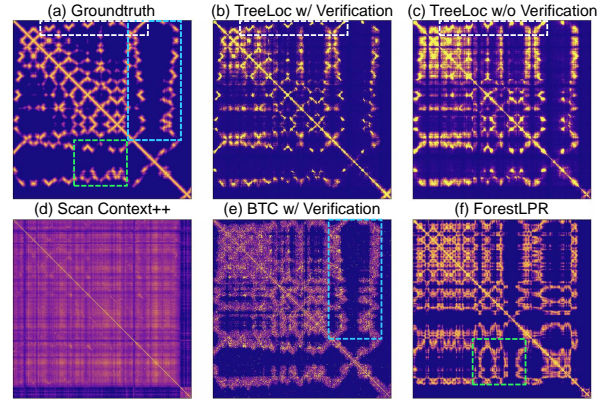 (a) Groundtruth
(b) TreeLoc w/ Verification
(c) TreeLoc w/o Verification
(d) Scan Context++
(e) BTC w/ Verification
(f) ForestLPR